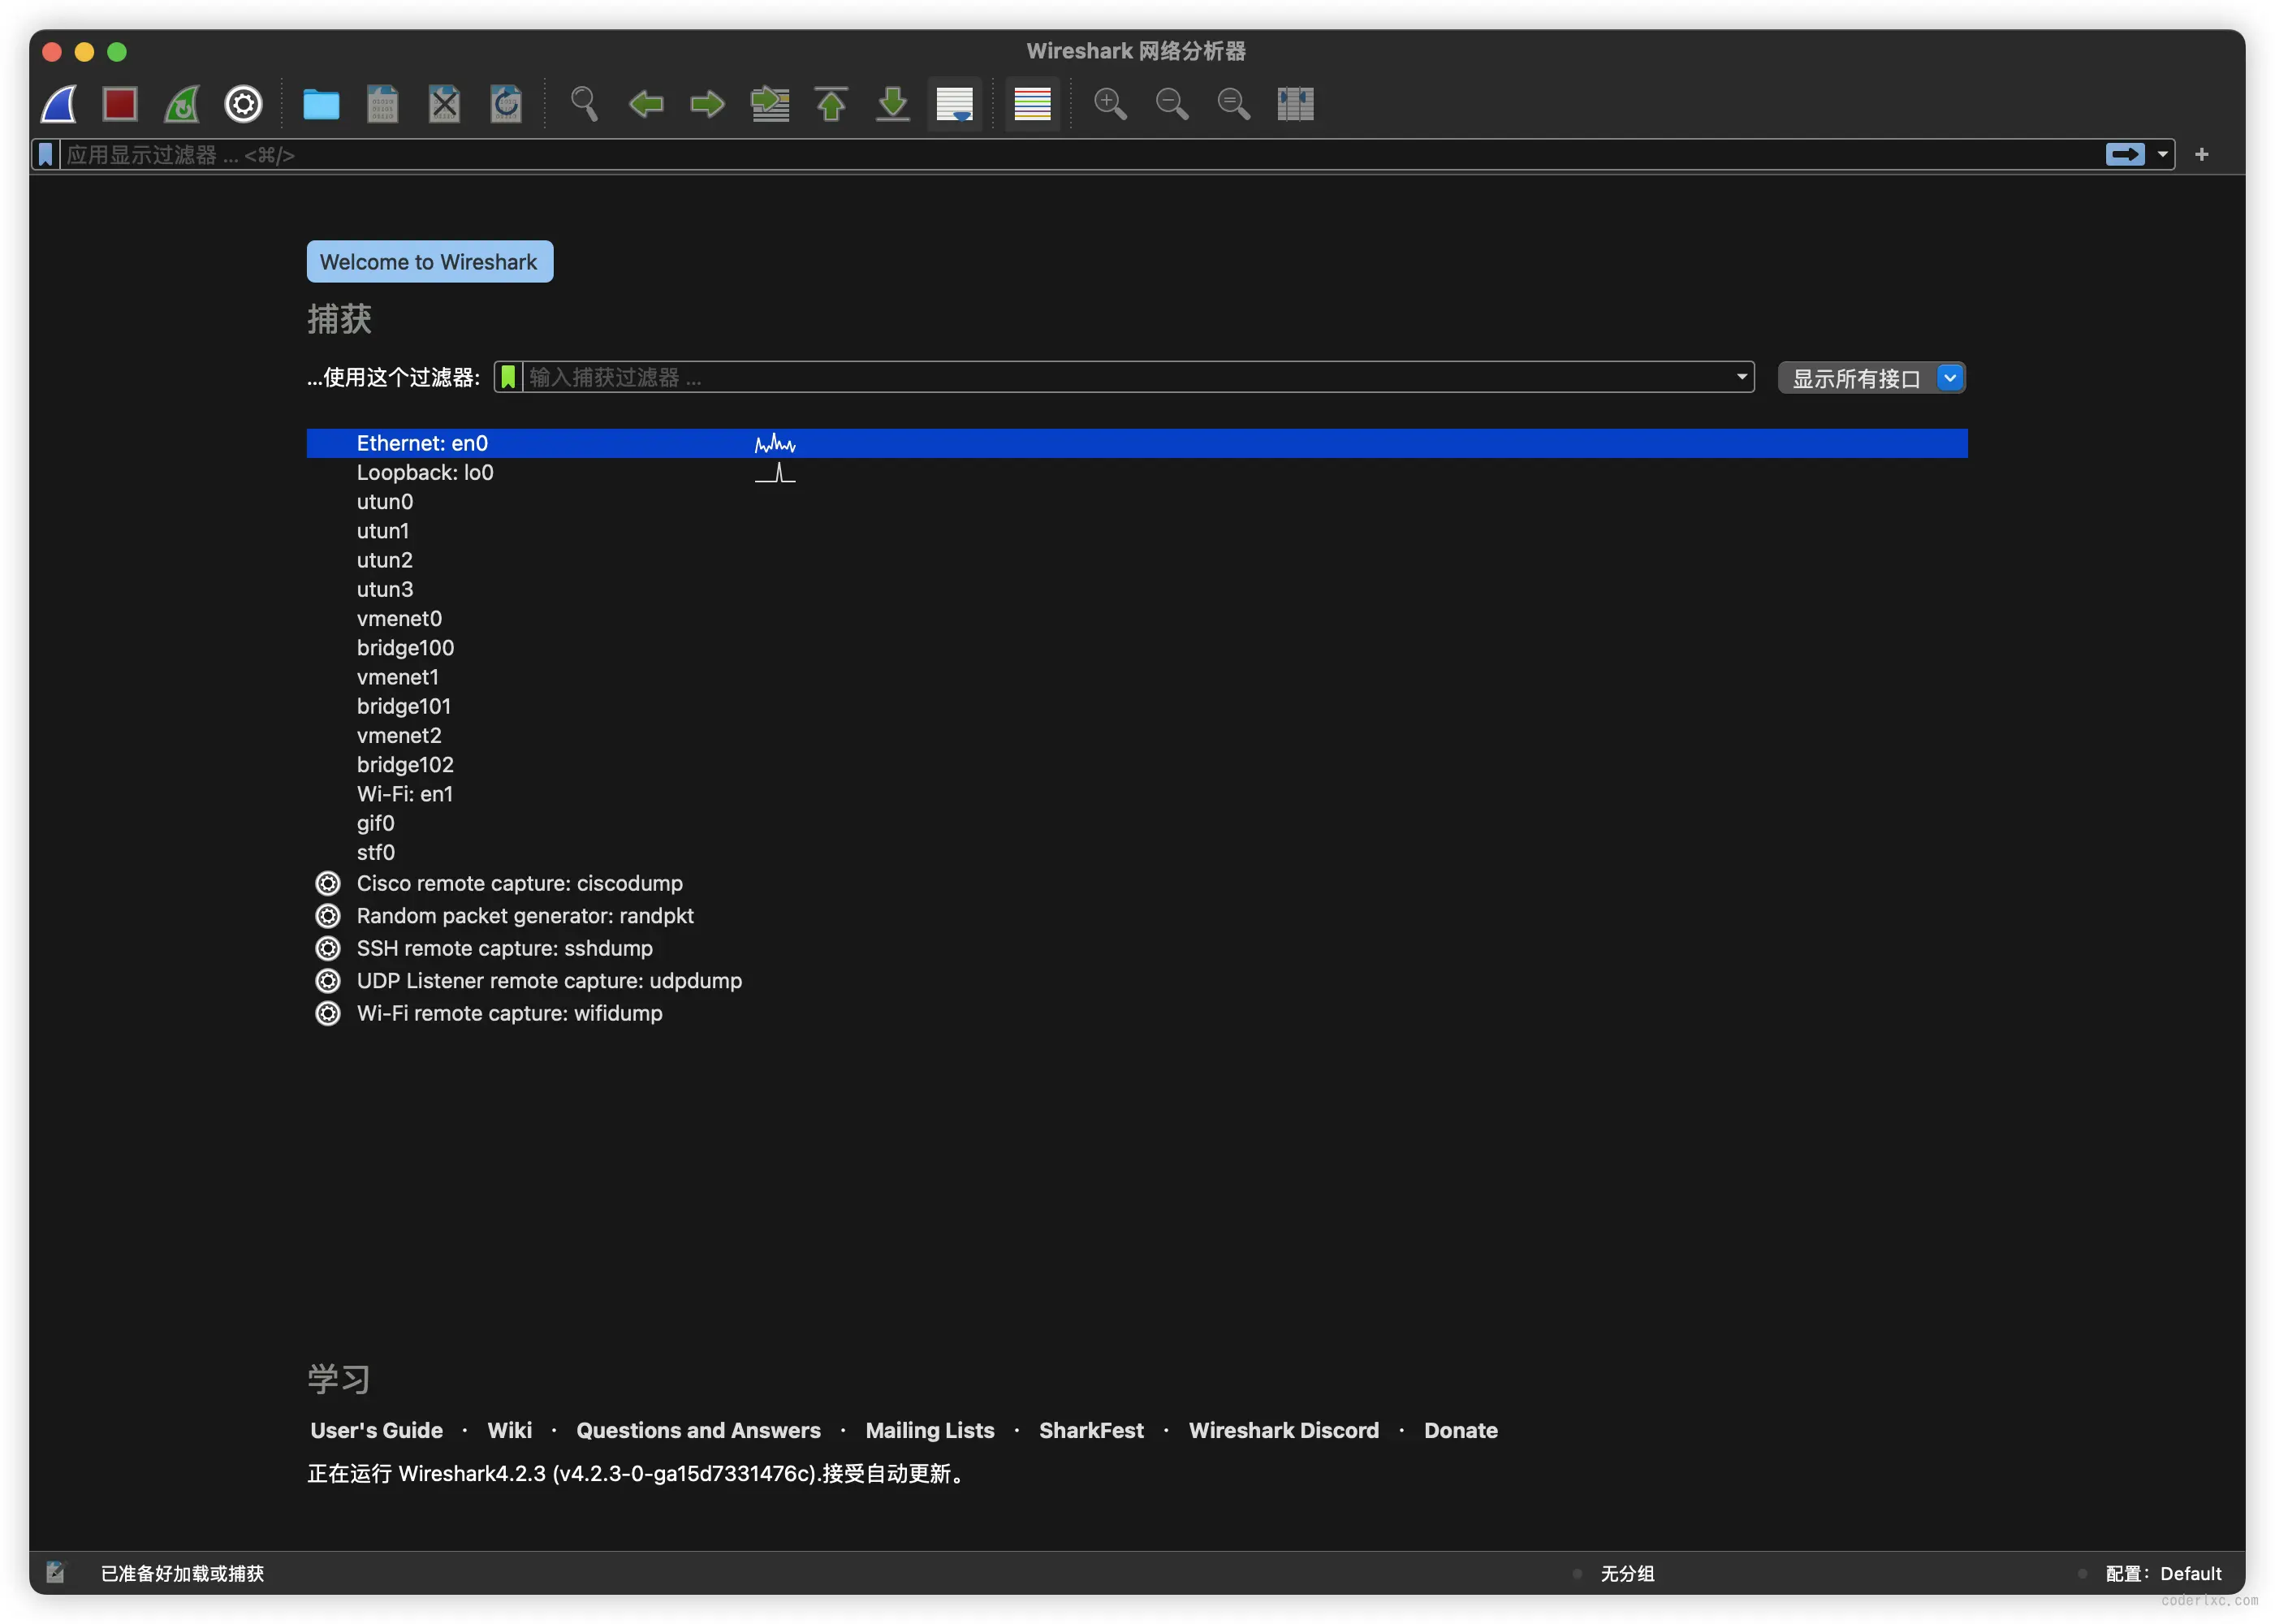 Wireshark 网络分析器
应用显示过滤器 ... <⌘/>
+
Welcome to Wireshark
捕获
...使用这个过滤器: 输入捕获过滤器 ... 显示所有接口
Ethernet: en0
Loopback: lo0
utun0
utun1
utun2
utun3
vmenet0
bridge100
vmenet1
bridge101
vmenet2
bridge102
Wi-Fi: en1
gif0
stf0
Cisco remote capture: ciscodump
Random packet generator: randpkt
SSH remote capture: sshdump
UDP Listener remote capture: udpdump
Wi-Fi remote capture: wifidump
学习
User's Guide · Wiki · Questions and Answers · Mailing Lists · SharkFest · Wireshark Discord · Donate
正在运行 Wireshark4.2.3 (v4.2.3-0-ga15d7331476c).接受自动更新。
已准备好加载或捕获 无分组 配置：Default
coderlxc.com